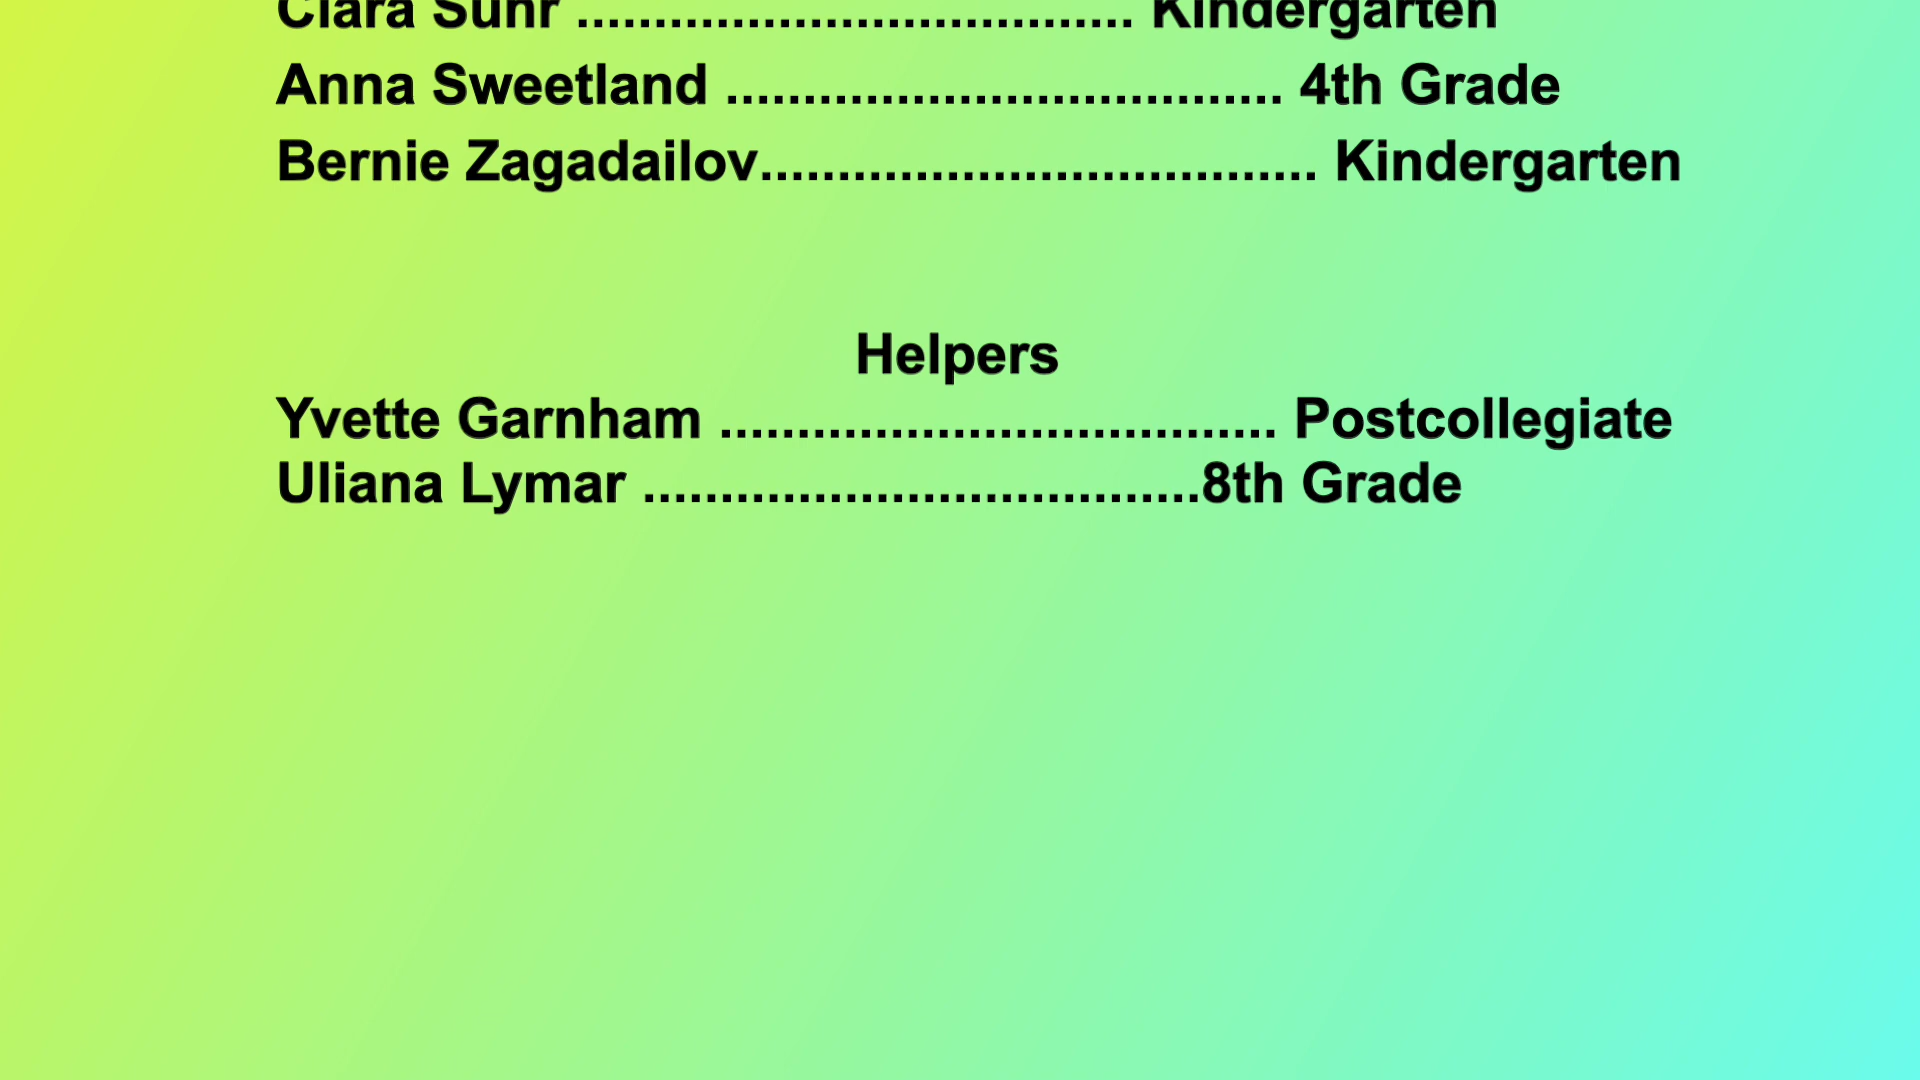 Clara Suhr .................................... Kindergarten
Anna Sweetland .................................... 4th Grade
Bernie Zagadailov.................................... Kindergarten
Helpers
Yvette Garnham .................................... Postcollegiate
Uliana Lymar ....................................8th Grade